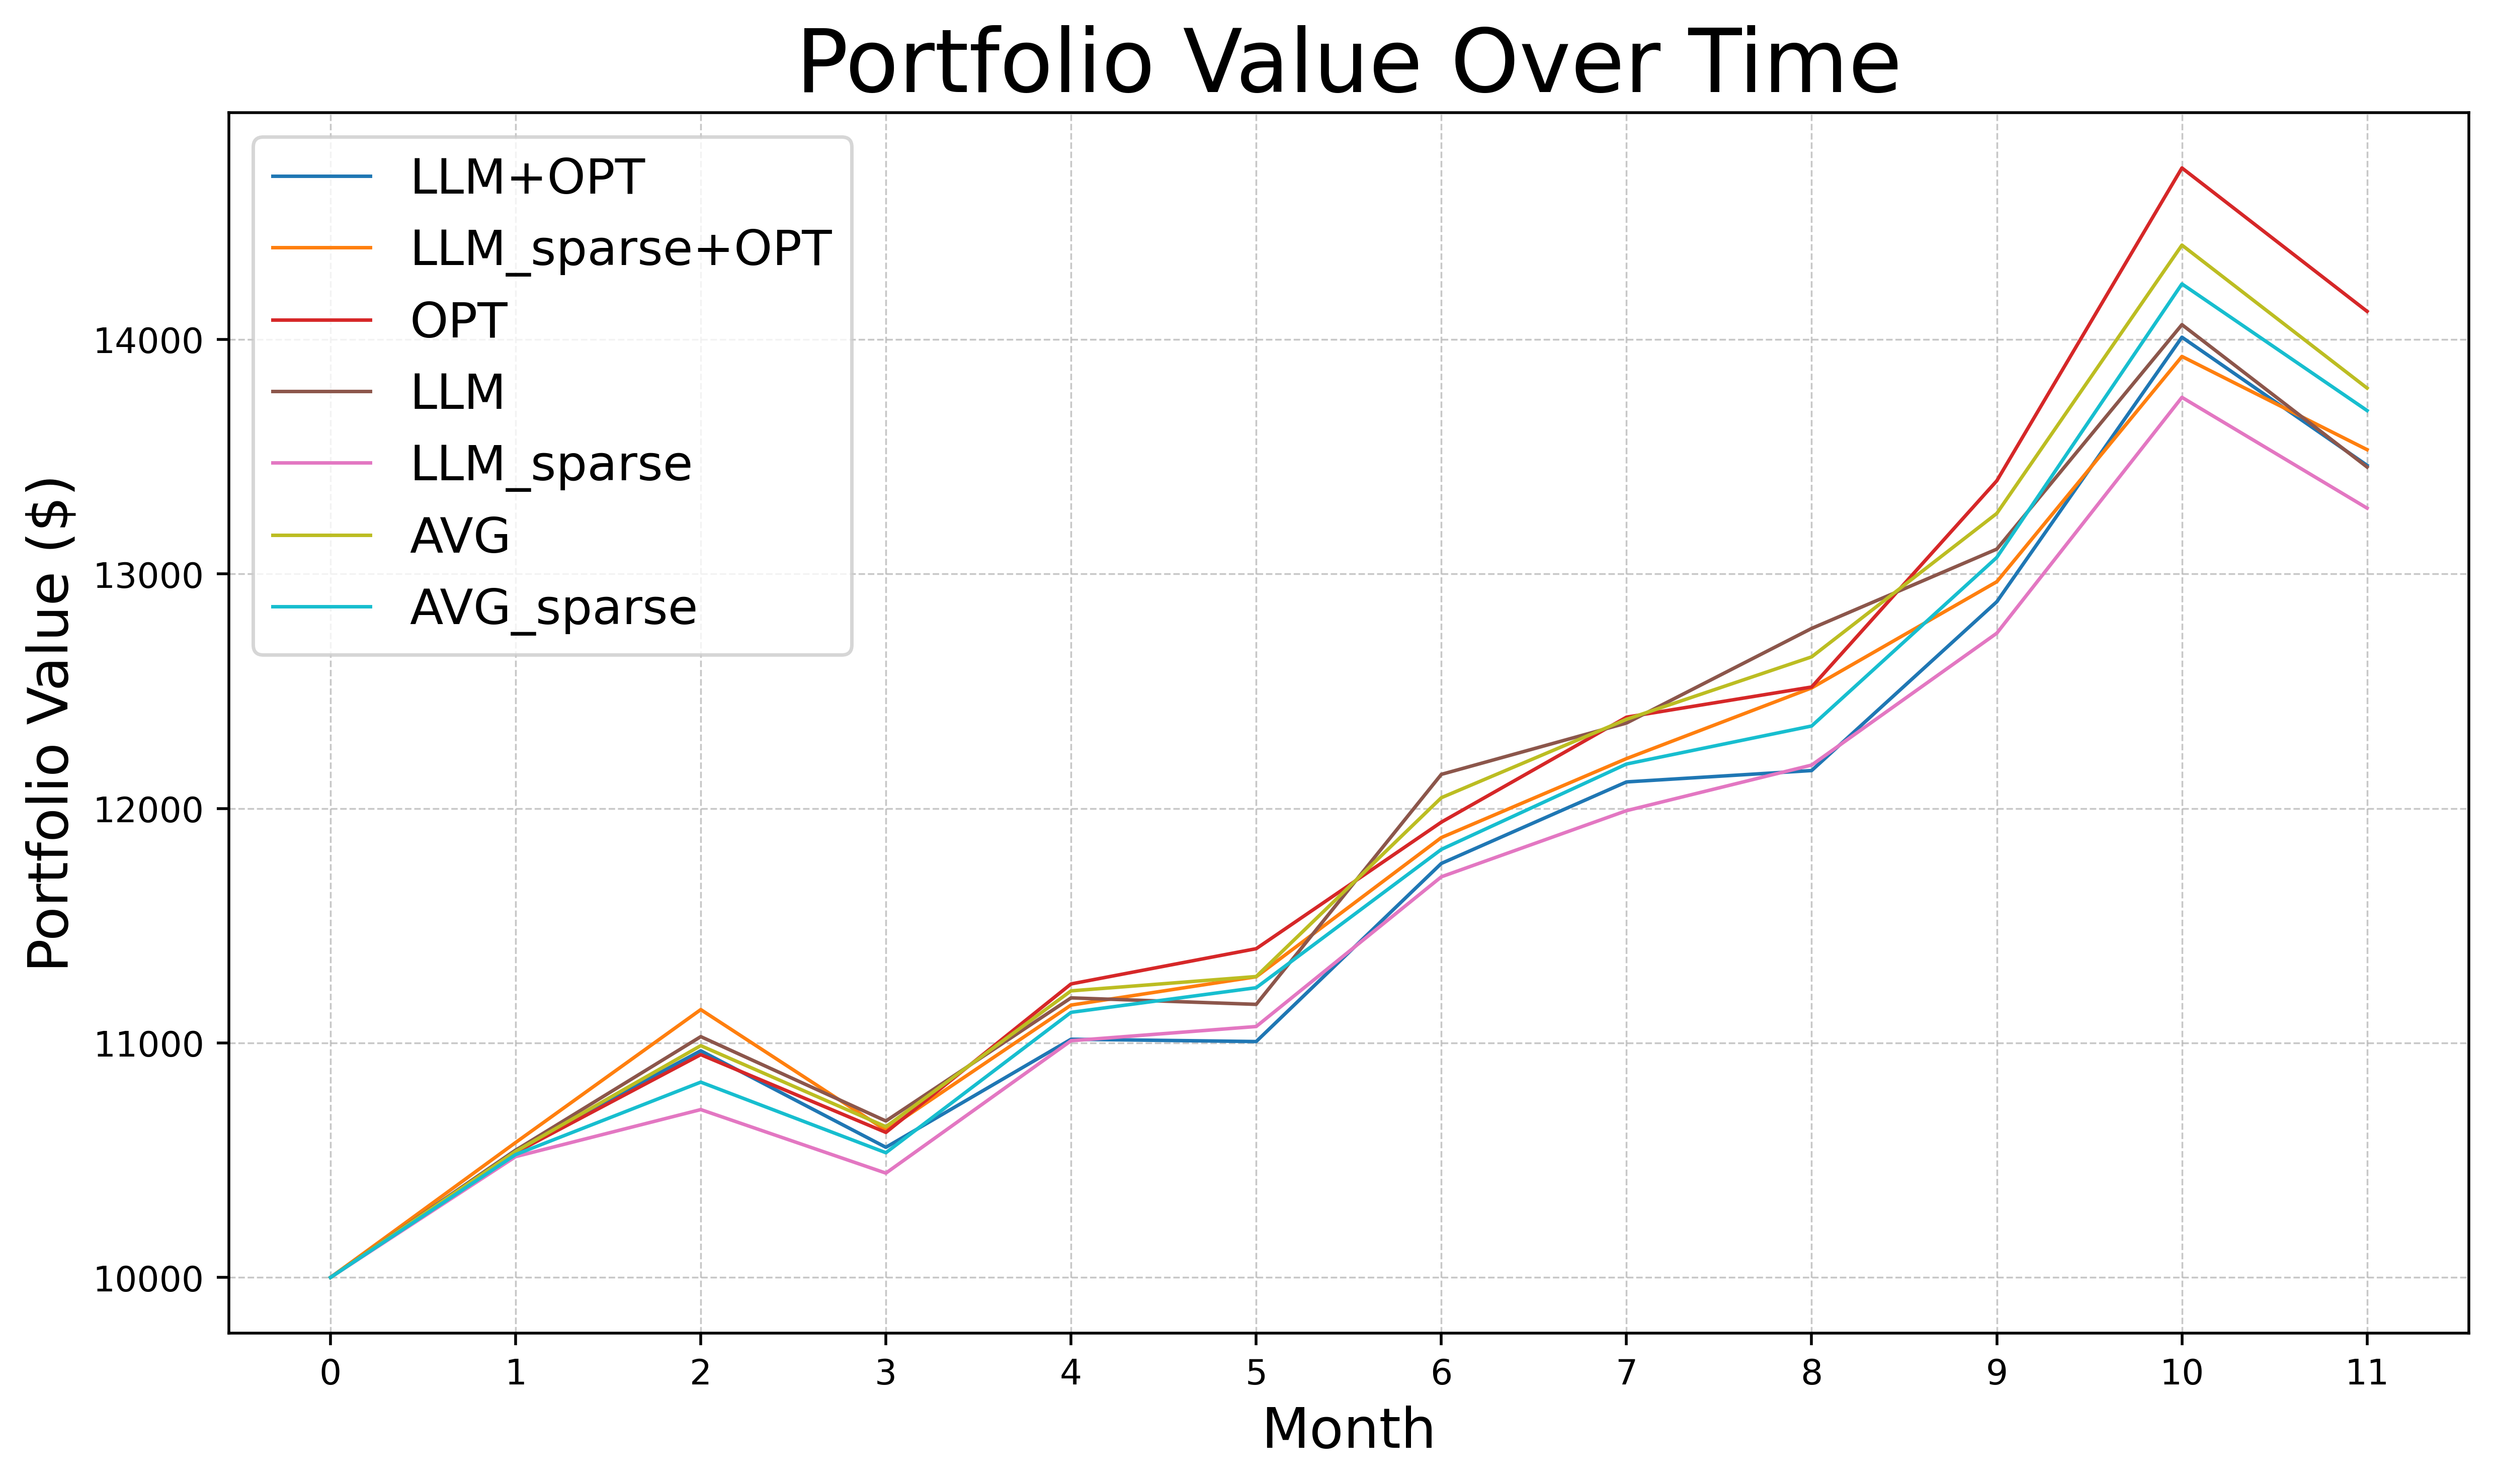 Portfolio Value Over Time
LLM+OPT
LLM_sparse+OPT
OPT
LLM
LLM_sparse
AVG
AVG_sparse
Portfolio Value ($)
14000
13000
12000
11000
10000
0 1 2 3 4 5 6 7 8 9 10 11
Month